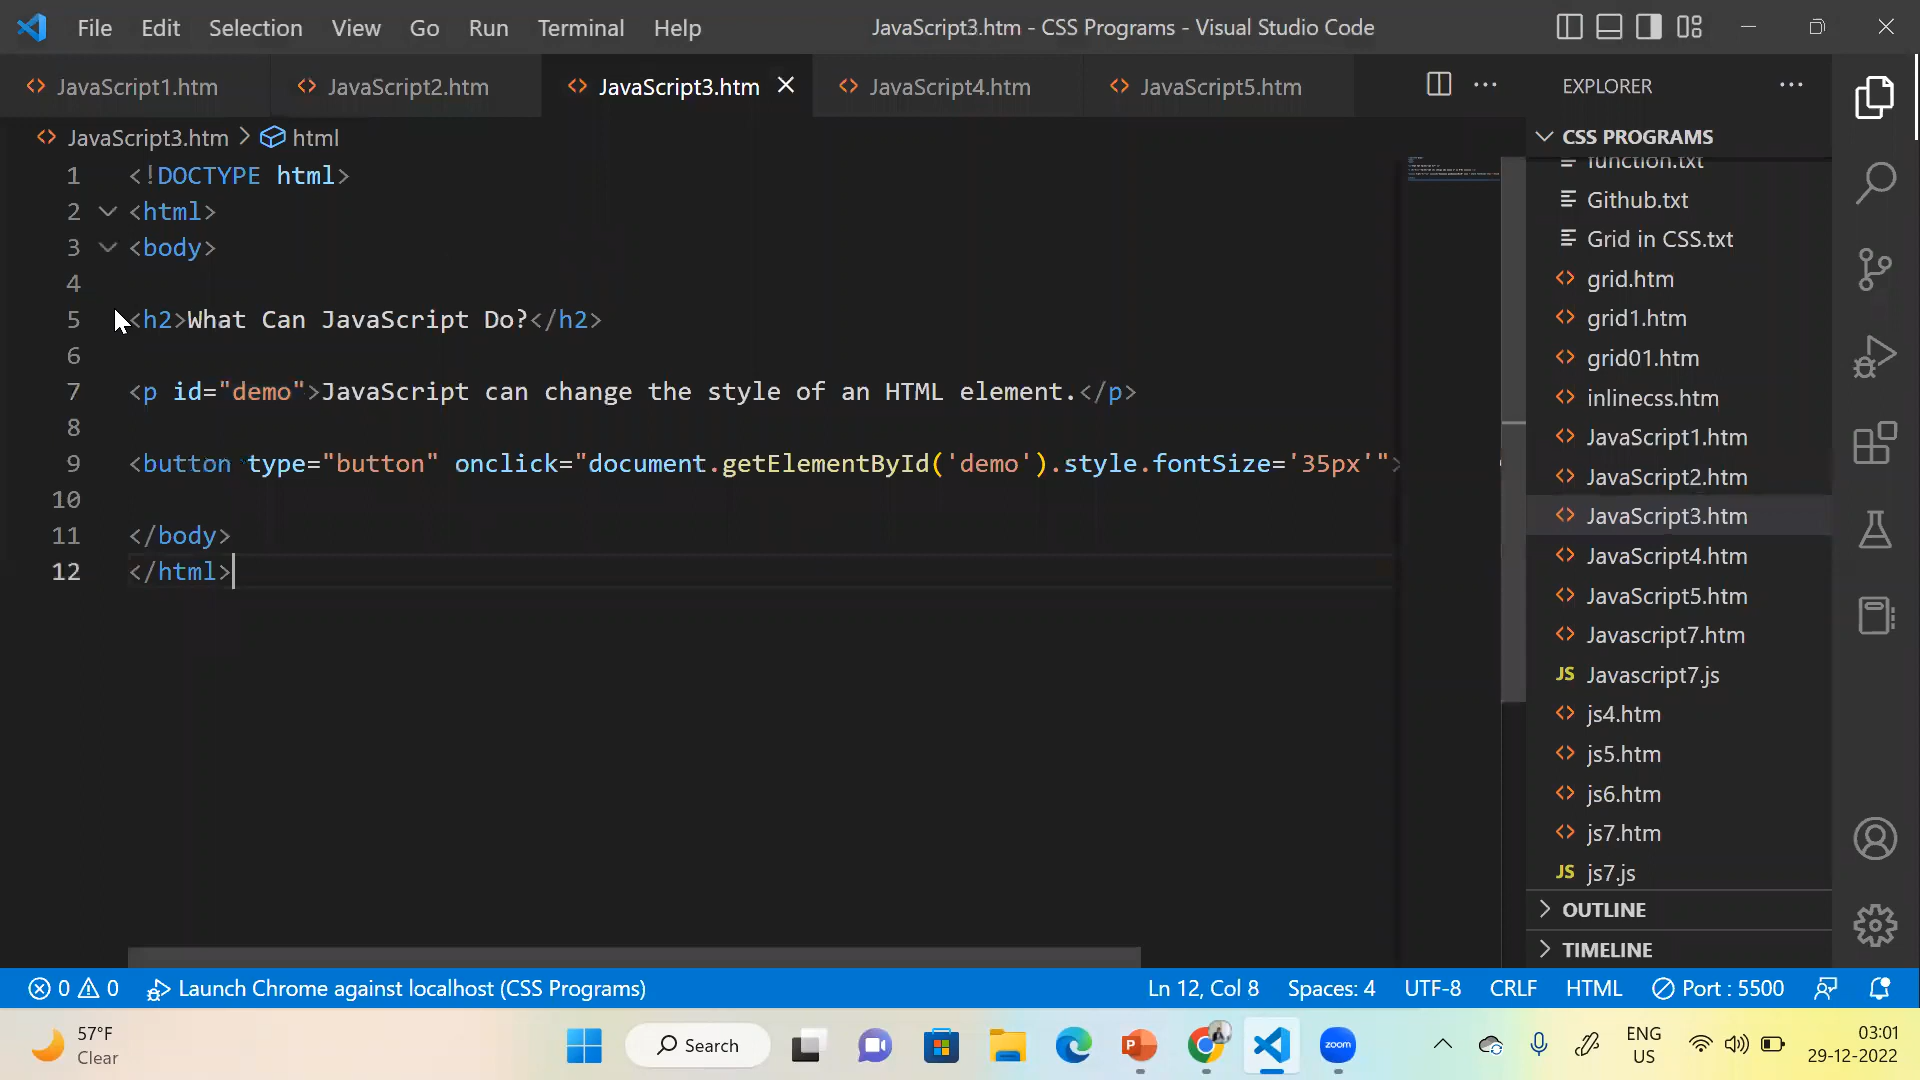 File Edit Selection View Go Run Terminal Help JavaScript3.htm - CSS Programs - Visual Studio Code
JavaScript1.htm JavaScript2.htm JavaScript3.htm JavaScript4.htm JavaScript5.htm
JavaScript3.htm > html
1 <!DOCTYPE html>
2 <html>
3 <body>
4
5 <h2>What Can JavaScript Do?</h2>
6
7 <p id="demo">JavaScript can change the style of an HTML element.</p>
8
9 <button type="button" onclick="document.getElementById('demo').style.fontSize='35px'">
10
11 </body>
12 </html>
EXPLORER
CSS PROGRAMS
function.txt
Github.txt
Grid in CSS.txt
grid.htm
grid1.htm
grid01.htm
inlinecss.htm
JavaScript1.htm
JavaScript2.htm
JavaScript3.htm
JavaScript4.htm
JavaScript5.htm
Javascript7.htm
JS Javascript7.js
js4.htm
js5.htm
js6.htm
js7.htm
JS js7.js
OUTLINE
TIMELINE
0 0 Launch Chrome against localhost (CSS Programs) Ln 12, Col 8 Spaces: 4 UTF-8 CRLF HTML Port : 5500
57°F
Clear
Search
P
zoom
ENG
US
03:01
29-12-2022